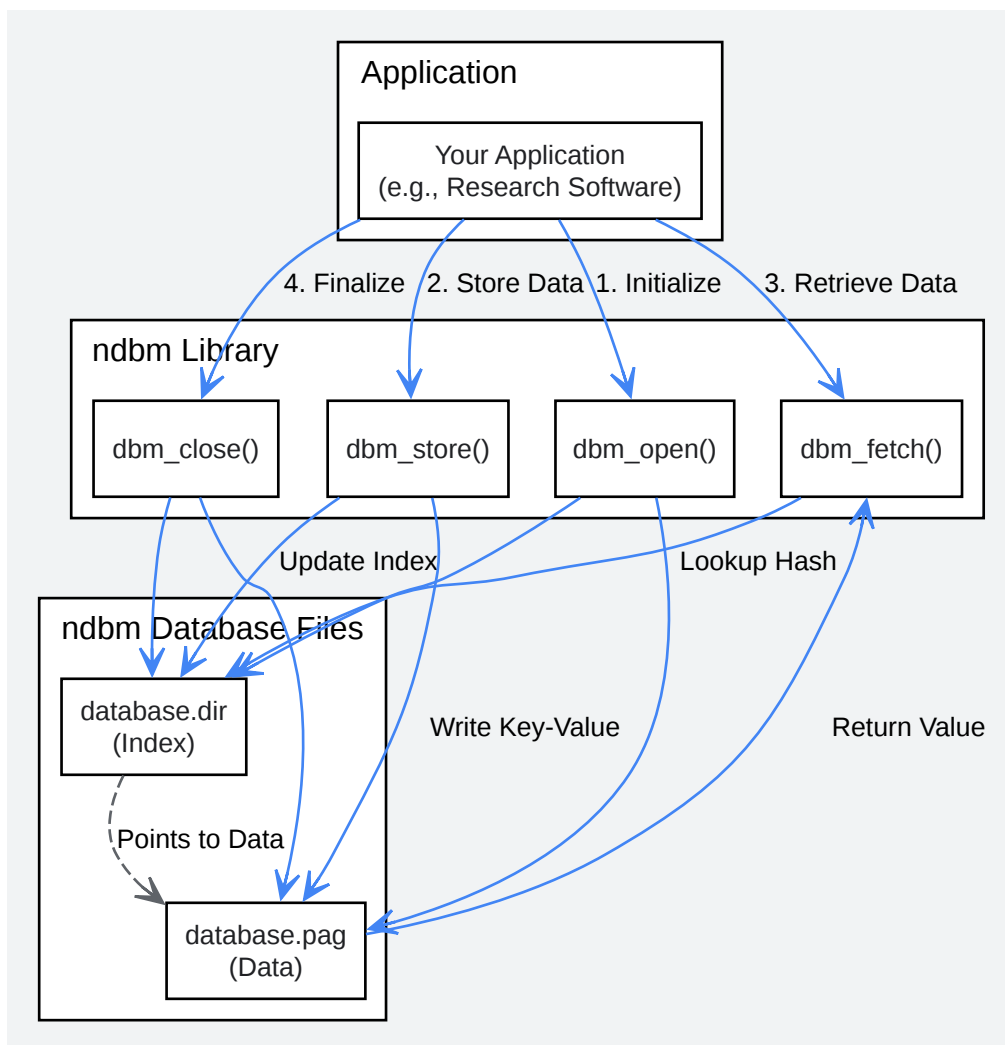 Application
Your Application
(e.g., Research Software)
4. Finalize
2. Store Data
1. Initialize
3. Retrieve Data
ndbm Library
dbm_close()
dbm_store()
dbm_open()
dbm_fetch()
Update Index
Lookup Hash
ndbm Database Files
database.dir
(Index)
Write Key-Value
Return Value
Points to Data
database.pag
(Data)